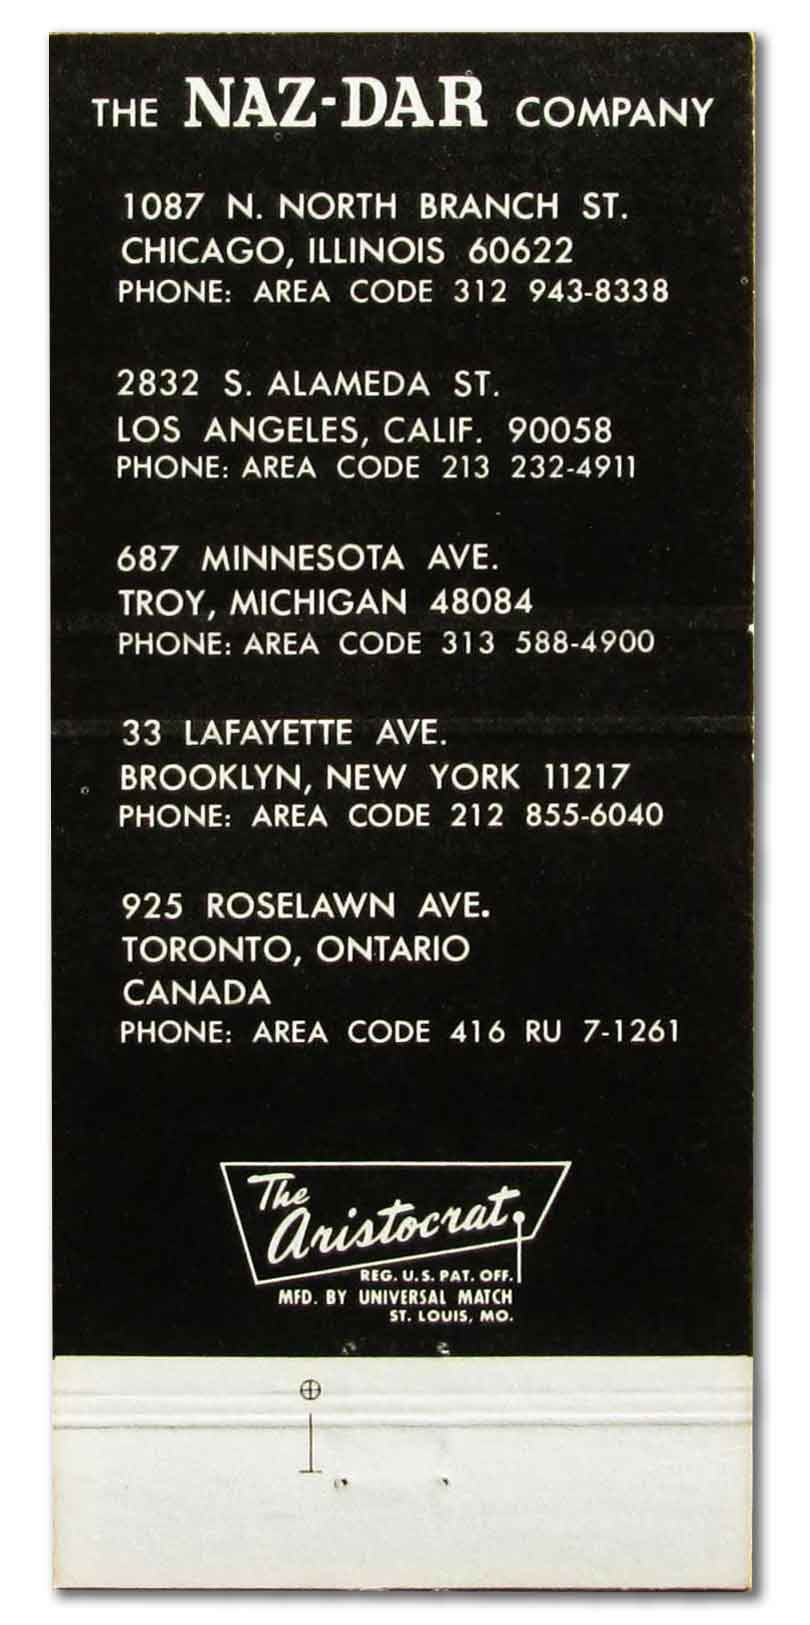 THE NAZ-DAR COMPANY
1087 N. NORTH BRANCH ST.
CHICAGO, ILLINOIS 60622
PHONE: AREA CODE 312 943-8338
2832 S. ALAMEDA ST.
LOS ANGELES, CALIF. 90058
PHONE: AREA CODE 213 232-4911
687 MINNESOTA AVE.
TROY, MICHIGAN 48084
PHONE: AREA CODE 313 588-4900
33 LAFAYETTE AVE.
BROOKLYN, NEW YORK 11217
PHONE: AREA CODE 212 855-6040
925 ROSELAWN AVE.
TORONTO, ONTARIO
CANADA
PHONE: AREA CODE 416 RU 7-1261
The
Aristocrat
REG. U.S. PAT. OFF.
MFD. BY UNIVERSAL MATCH
ST. LOUIS, MO.